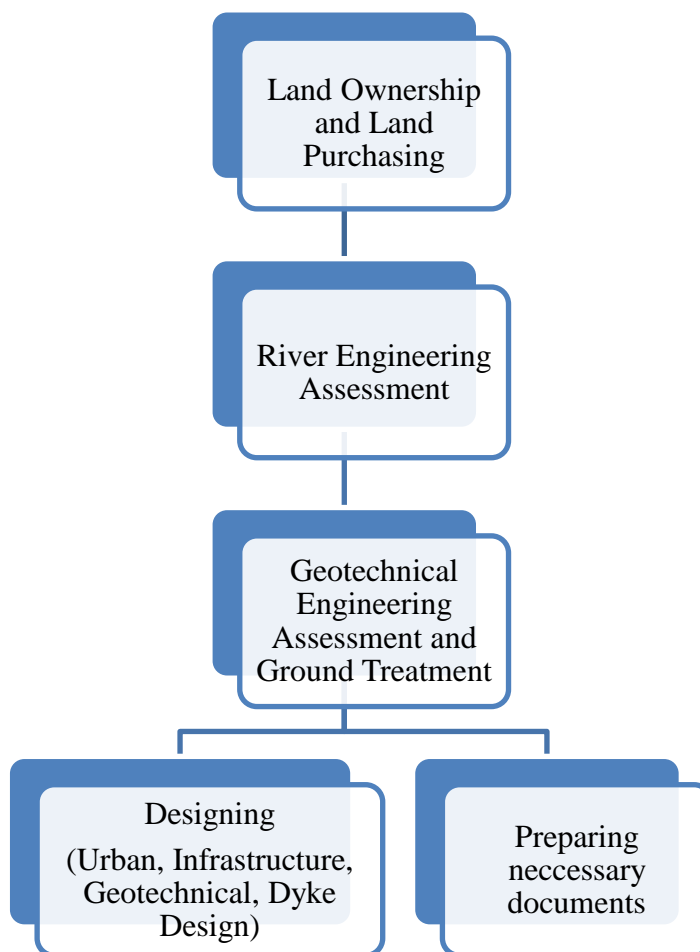 Land Ownership
and Land
Purchasing
River Engineering
Assessment
Geotechnical
Engineering
Assessment and
Ground Treatment
Designing
(Urban, Infrastructure,
Geotechnical, Dyke
Design)
Preparing
neccessary
documents